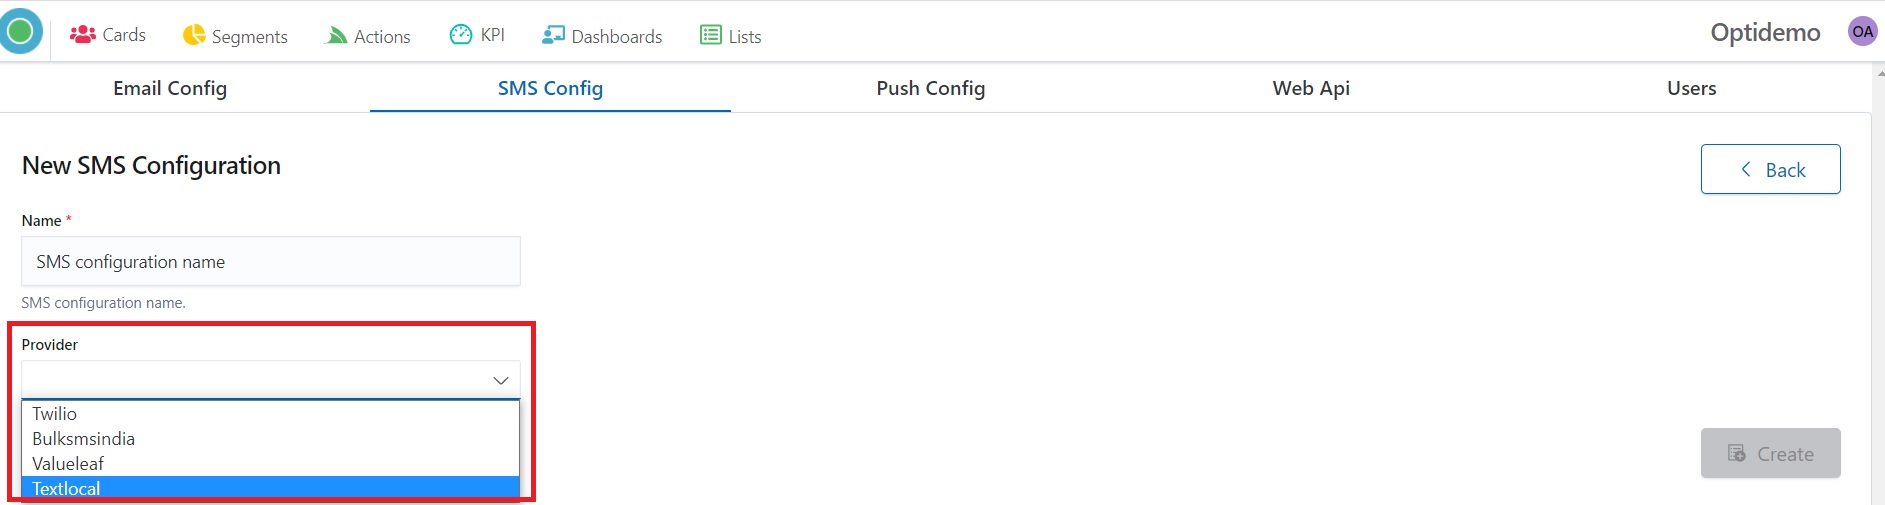 Cards Segments Actions KPI Dashboards Lists Optidemo OA
Email Config SMS Config Push Config Web Api Users
New SMS Configuration
Back
Name *
SMS configuration name
SMS configuration name.
Provider
Twilio
Bulksmsindia
Valueleaf
Create
Textlocal